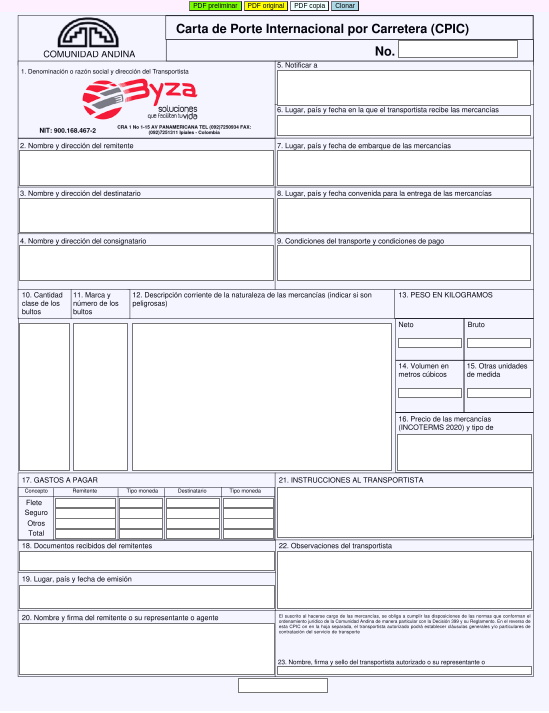 PDF preliminar PDF original PDF copia Clonar
COMUNIDAD ANDINA
Carta de Porte Internacional por Carretera (CPIC)
No.
1. Denominación o razón social y dirección del Transportista
Byza
soluciones
que facilitan tu vida
NIT: 900.168.467-2
CRA 1 No 1-15 AV PANAMERICANA TEL (092)7250934 FAX:
(092)7251311 Ipiales - Colombia
5. Notificar a
6. Lugar, país y fecha en la que el transportista recibe las mercancías
2. Nombre y dirección del remitente
7. Lugar, país y fecha de embarque de las mercancías
3. Nombre y dirección del destinatario
8. Lugar, país y fecha convenida para la entrega de las mercancías
4. Nombre y dirección del consignatario
9. Condiciones del transporte y condiciones de pago
10. Cantidad
clase de los
bultos
11. Marca y
número de los
bultos
12. Descripción corriente de la naturaleza de las mercancías (indicar si son
peligrosas)
13. PESO EN KILOGRAMOS
Neto
Bruto
14. Volumen en
metros cúbicos
15. Otras unidades
de medida
16. Precio de las mercancías
(INCOTERMS 2020) y tipo de
17. GASTOS A PAGAR
Concepto Remitente Tipo moneda Destinatario Tipo moneda
Flete
Seguro
Otros
Total
21. INSTRUCCIONES AL TRANSPORTISTA
18. Documentos recibidos del remitentes
22. Observaciones del transportista
19. Lugar, país y fecha de emisión
20. Nombre y firma del remitente o su representante o agente
El suscrito al hacerse cargo de las mercancías, se obliga a cumplir las disposiciones de las normas que conforman el
ordenamiento jurídico de la Comunidad Andina de manera particular con la Decisión 399 y su Reglamento. En el reverso de
esta CPIC on en la hoja separada, el transportista autorizado podrá establecer cláusulas generales y/o particulares de
contratación del servicio de transporte
23. Nombre, firma y sello del transportista autorizado o su representante o